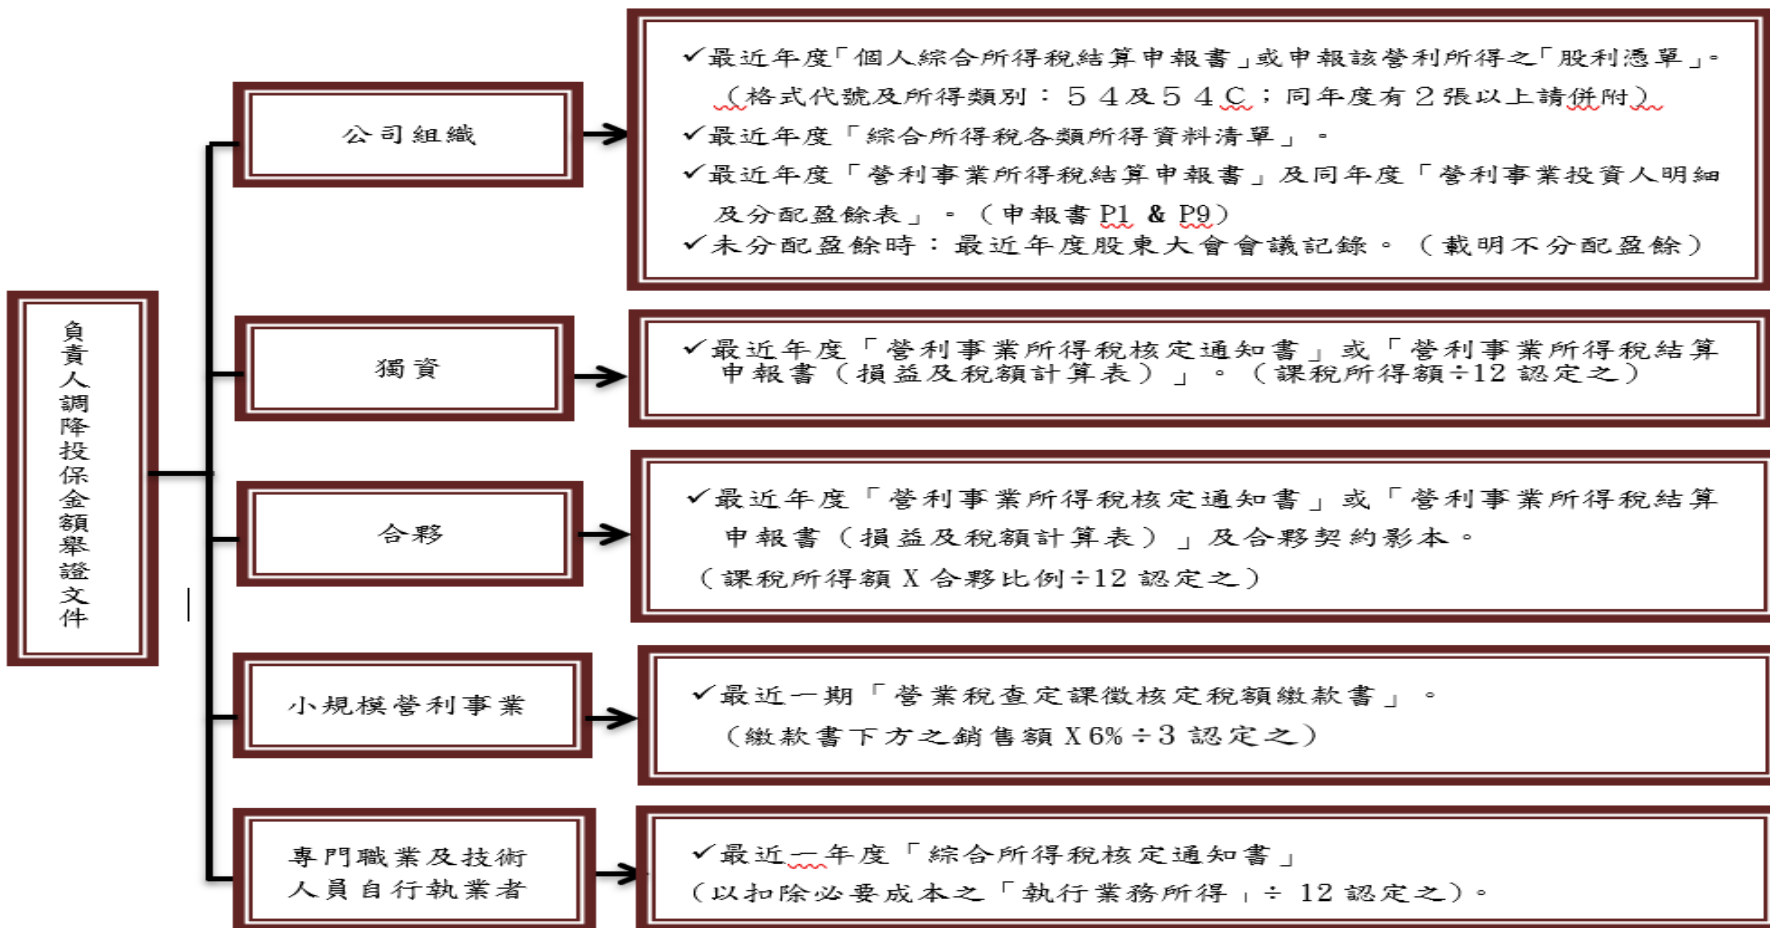 負責人調降投保金額舉證文件
公司組織
✓最近年度「個人綜合所得稅結算申報書」或申報該營利所得之「股利憑單」。
（格式代號及所得類別：５４及５４Ｃ；同年度有２張以上請併附）
✓最近年度「綜合所得稅各類所得資料清單」。
✓最近年度「營利事業所得稅結算申報書」及同年度「營利事業投資人明細
及分配盈餘表」。（申報書 P1 & P9）
✓未分配盈餘時：最近年度股東大會會議記錄。（載明不分配盈餘）
獨資
✓最近年度「營利事業所得稅核定通知書」或「營利事業所得稅結算
申報書（損益及稅額計算表）」。（課稅所得額÷12 認定之）
合夥
✓最近年度「營利事業所得稅核定通知書」或「營利事業所得稅結算
申報書（損益及稅額計算表）」及合夥契約影本。
（課稅所得額 X 合夥比例÷12 認定之）
小規模營利事業
✓最近一期「營業稅查定課徵核定稅額繳款書」。
（繳款書下方之銷售額 X 6% ÷ 3 認定之）
專門職業及技術
人員自行執業者
✓最近一年度「綜合所得稅核定通知書」
（以扣除必要成本之「執行業務所得」÷ 12 認定之）。